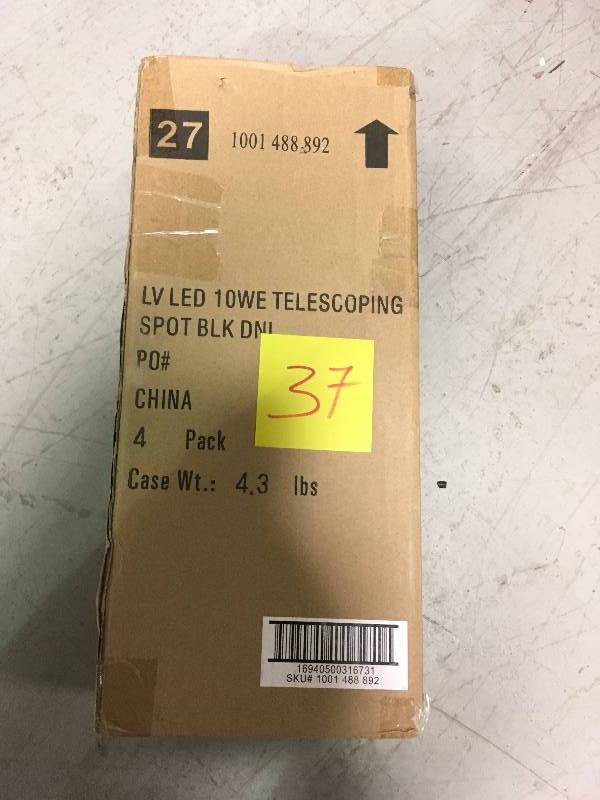 27
1001 488 892
LV LED 10WE TELESCOPING
SPOT BLK DNI
PO#
37
CHINA
4 Pack
Case Wt.: 4.3 lbs
16940500316731
SKU# 1001 488 892